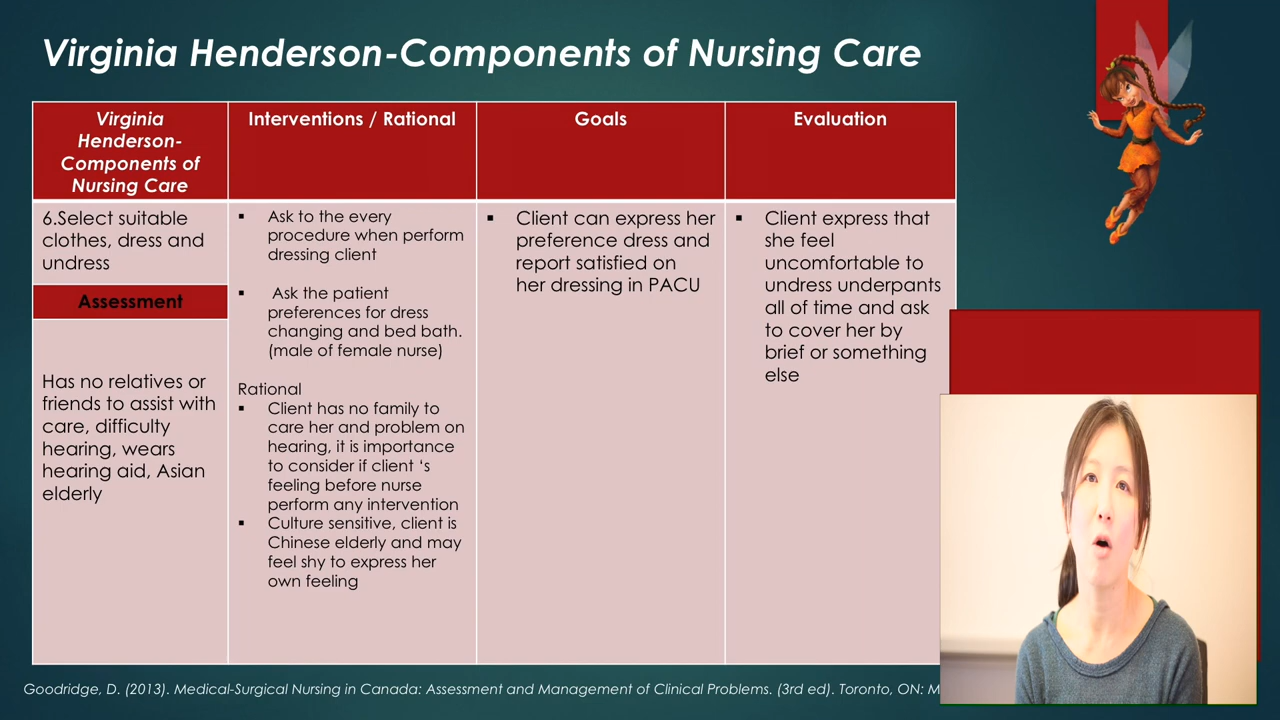 Virginia Henderson-Components of Nursing Care
Virginia
Henderson-
Components of
Nursing Care
Interventions / Rational
Goals
Evaluation
6.Select suitable
clothes, dress and
undress
Assessment
Has no relatives or
friends to assist with
care, difficulty
hearing, wears
hearing aid, Asian
elderly
▪ Ask to the every
procedure when perform
dressing client
▪ Ask the patient
preferences for dress
changing and bed bath.
(male of female nurse)
Rational
▪ Client has no family to
care her and problem on
hearing, it is importance
to consider if client 's
feeling before nurse
perform any intervention
▪ Culture sensitive, client is
Chinese elderly and may
feel shy to express her
own feeling
▪ Client can express her
preference dress and
report satisfied on
her dressing in PACU
▪ Client express that
she feel
uncomfortable to
undress underpants
all of time and ask
to cover her by
brief or something
else
Goodridge, D. (2013). Medical-Surgical Nursing in Canada: Assessment and Management of Clinical Problems. (3rd ed). Toronto, ON: M